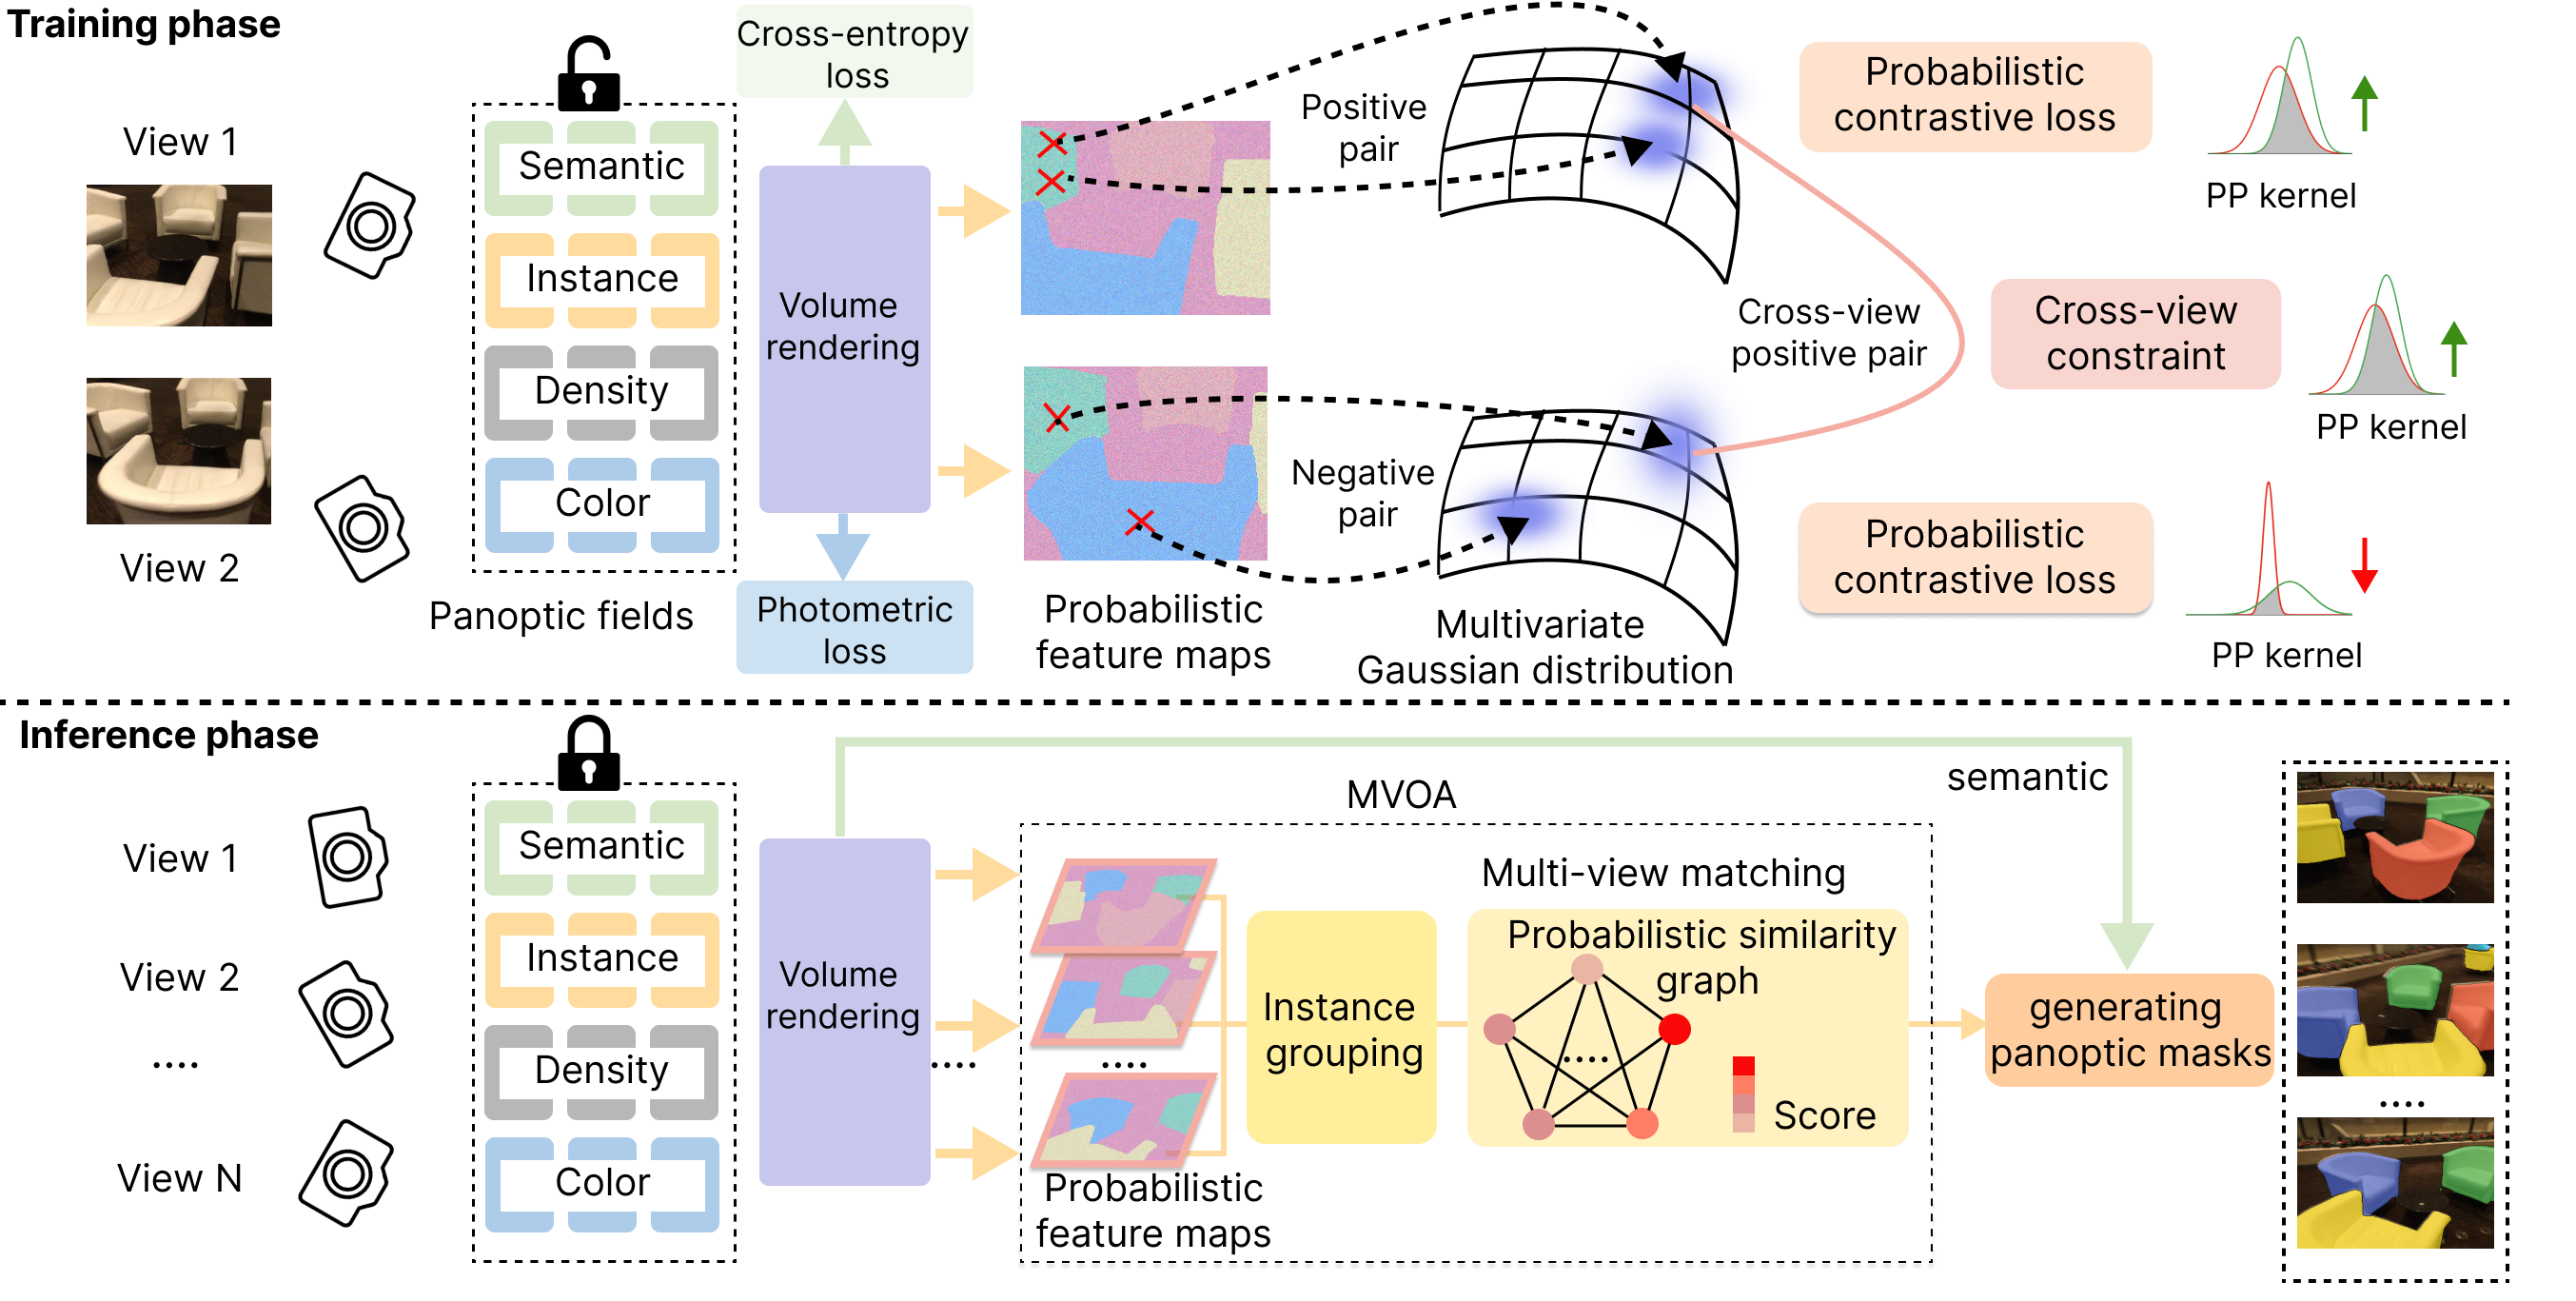 Training phase
View 1
View 2
Semantic
Instance
Density
Color
Panoptic fields
Cross-entropy
loss
Volume
rendering
Photometric
loss
Probabilistic
feature maps
Positive
pair
Negative
pair
Multivariate
Gaussian distribution
Cross-view
positive pair
Probabilistic
contrastive loss
PP kernel
Cross-view
constraint
PP kernel
Probabilistic
contrastive loss
PP kernel
Inference phase
View 1
View 2
....
View N
Semantic
Instance
Density
Color
Volume
rendering
....
MVOA
....
Probabilistic
feature maps
Instance
grouping
Multi-view matching
Probabilistic similarity
graph
....
Score
semantic
generating
panoptic masks
....